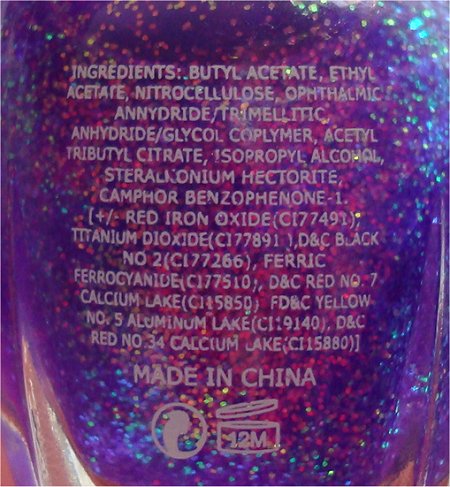 INGREDIENTS:.BUTYL ACETATE, ETHYL
ACETATE, NITROCELLULOSE, OPHTHALMIC
ANNYDRIDE/TRIMELLITIC
ANHYDRIDE/GLYCOL COPLYMER, ACETYL
TRIBUTYL CITRATE, ISOPROPYL ALCOHOL,
STERALKONIUM HECTORITE,
CAMPHOR BENZOPHENONE-1.
[+/- RED IRON OXIDE(CI77491),
TITANIUM DIOXIDE(CI77891 ),D&C BLACK
NO 2(CI77266), FERRIC
FERROCYANIDE(CI77510), D&C RED NO. 7
CALCIUM LAKE(CI15850) FD&C YELLOW
NO. 5 ALUMINUM LAKE(CI19140), D&C
RED NO.34 CALCIUM LAKE(CI15880)]
MADE IN CHINA
12M